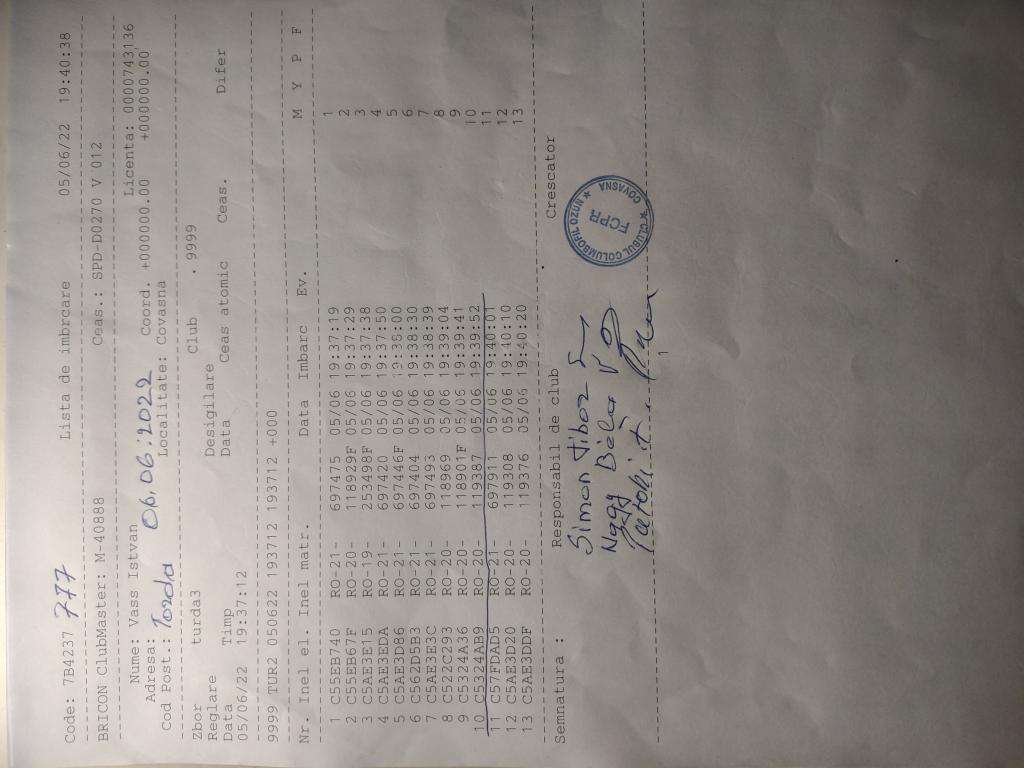 Code: 7B4237 777 Lista de imbrcare 05/06/22 19:40:38
BRICON ClubMaster: M-40888 Ceas.: SPD-D0270 V 012
Nume: Vass Istvan Licenta: 0000743136
Adresa: 06.06.2022 Coord. +000000.00 +000000.00
Cod Post.: Torda Localitate: Covasna
Zbor turda3 Club . 9999
Reglare Desigilare
Data Timp Data Ceas atomic Ceas. Difer
05/06/22 19:37:12
9999 TUR2 050622 193712 193712 +000
Nr. Inel el. Inel matr. Data Imbarc Ev. M Y P F
1 C55EB740 RO-21- 697475 05/06 19:37:19 1
2 C55EB67F RO-20- 118929F 05/06 19:37:29 2
3 C5AE3E15 RO-19- 253498F 05/06 19:37:38 3
4 C5AE3EDA RO-21- 697420 05/06 19:37:50 4
5 C5AE3D86 RO-21- 697446F 05/06 19:38:00 5
6 C562D5B3 RO-21- 697404 05/06 19:38:30 6
7 C5AE3E3C RO-21- 697493 05/06 19:38:39 7
8 C522C293 RO-20- 118969 05/06 19:39:04 8
9 C5324A36 RO-20- 118901F 05/06 19:39:41 9
10 C5324AB9 RO-20- 119387 05/06 19:39:52 10
11 C57FDAD5 RO-21- 697911 05/06 19:40:01 11
12 C5AE3D20 RO-20- 119308 05/06 19:40:10 12
13 C5AE3DDF RO-20- 119376 05/06 19:40:20 13
Semnatura : Responsabil de club Crescator
Simon Tibor
Nagy Béla
CLUBUL COLUMBOFIL OZUN
FCPR
COVASNA
1